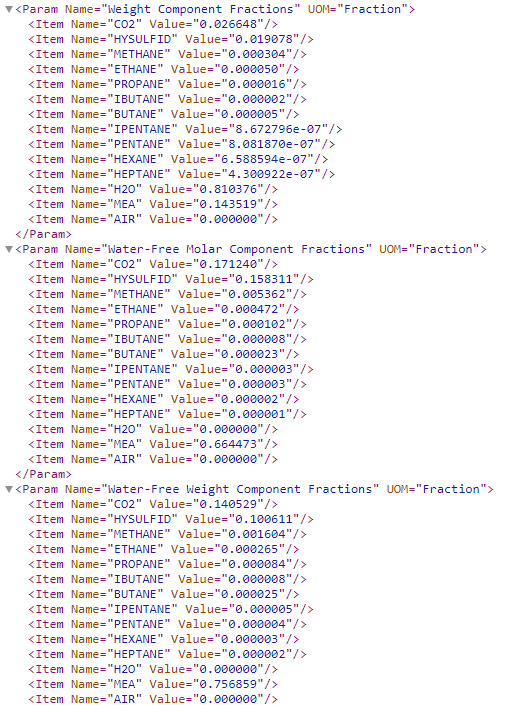 ▼<Param Name="Weight Component Fractions" UOM="Fraction">
<Item Name="CO2" Value="0.026648"/>
<Item Name="HYSULFID" Value="0.019078"/>
<Item Name="METHANE" Value="0.000304"/>
<Item Name="ETHANE" Value="0.000050"/>
<Item Name="PROPANE" Value="0.000016"/>
<Item Name="IBUTANE" Value="0.000002"/>
<Item Name="BUTANE" Value="0.000005"/>
<Item Name="IPENTANE" Value="8.672796e-07"/>
<Item Name="PENTANE" Value="8.081870e-07"/>
<Item Name="HEXANE" Value="6.588594e-07"/>
<Item Name="HEPTANE" Value="4.300922e-07"/>
<Item Name="H2O" Value="0.810376"/>
<Item Name="MEA" Value="0.143519"/>
<Item Name="AIR" Value="0.000000"/>
</Param>
▼<Param Name="Water-Free Molar Component Fractions" UOM="Fraction">
<Item Name="CO2" Value="0.171240"/>
<Item Name="HYSULFID" Value="0.158311"/>
<Item Name="METHANE" Value="0.005362"/>
<Item Name="ETHANE" Value="0.000472"/>
<Item Name="PROPANE" Value="0.000102"/>
<Item Name="IBUTANE" Value="0.000008"/>
<Item Name="BUTANE" Value="0.000023"/>
<Item Name="IPENTANE" Value="0.000003"/>
<Item Name="PENTANE" Value="0.000003"/>
<Item Name="HEXANE" Value="0.000002"/>
<Item Name="HEPTANE" Value="0.000001"/>
<Item Name="H2O" Value="0.000000"/>
<Item Name="MEA" Value="0.664473"/>
<Item Name="AIR" Value="0.000000"/>
</Param>
▼<Param Name="Water-Free Weight Component Fractions" UOM="Fraction">
<Item Name="CO2" Value="0.140529"/>
<Item Name="HYSULFID" Value="0.100611"/>
<Item Name="METHANE" Value="0.001604"/>
<Item Name="ETHANE" Value="0.000265"/>
<Item Name="PROPANE" Value="0.000084"/>
<Item Name="IBUTANE" Value="0.000008"/>
<Item Name="BUTANE" Value="0.000025"/>
<Item Name="IPENTANE" Value="0.000005"/>
<Item Name="PENTANE" Value="0.000004"/>
<Item Name="HEXANE" Value="0.000003"/>
<Item Name="HEPTANE" Value="0.000002"/>
<Item Name="H2O" Value="0.000000"/>
<Item Name="MEA" Value="0.756859"/>
<Item Name="AIR" Value="0.000000"/>